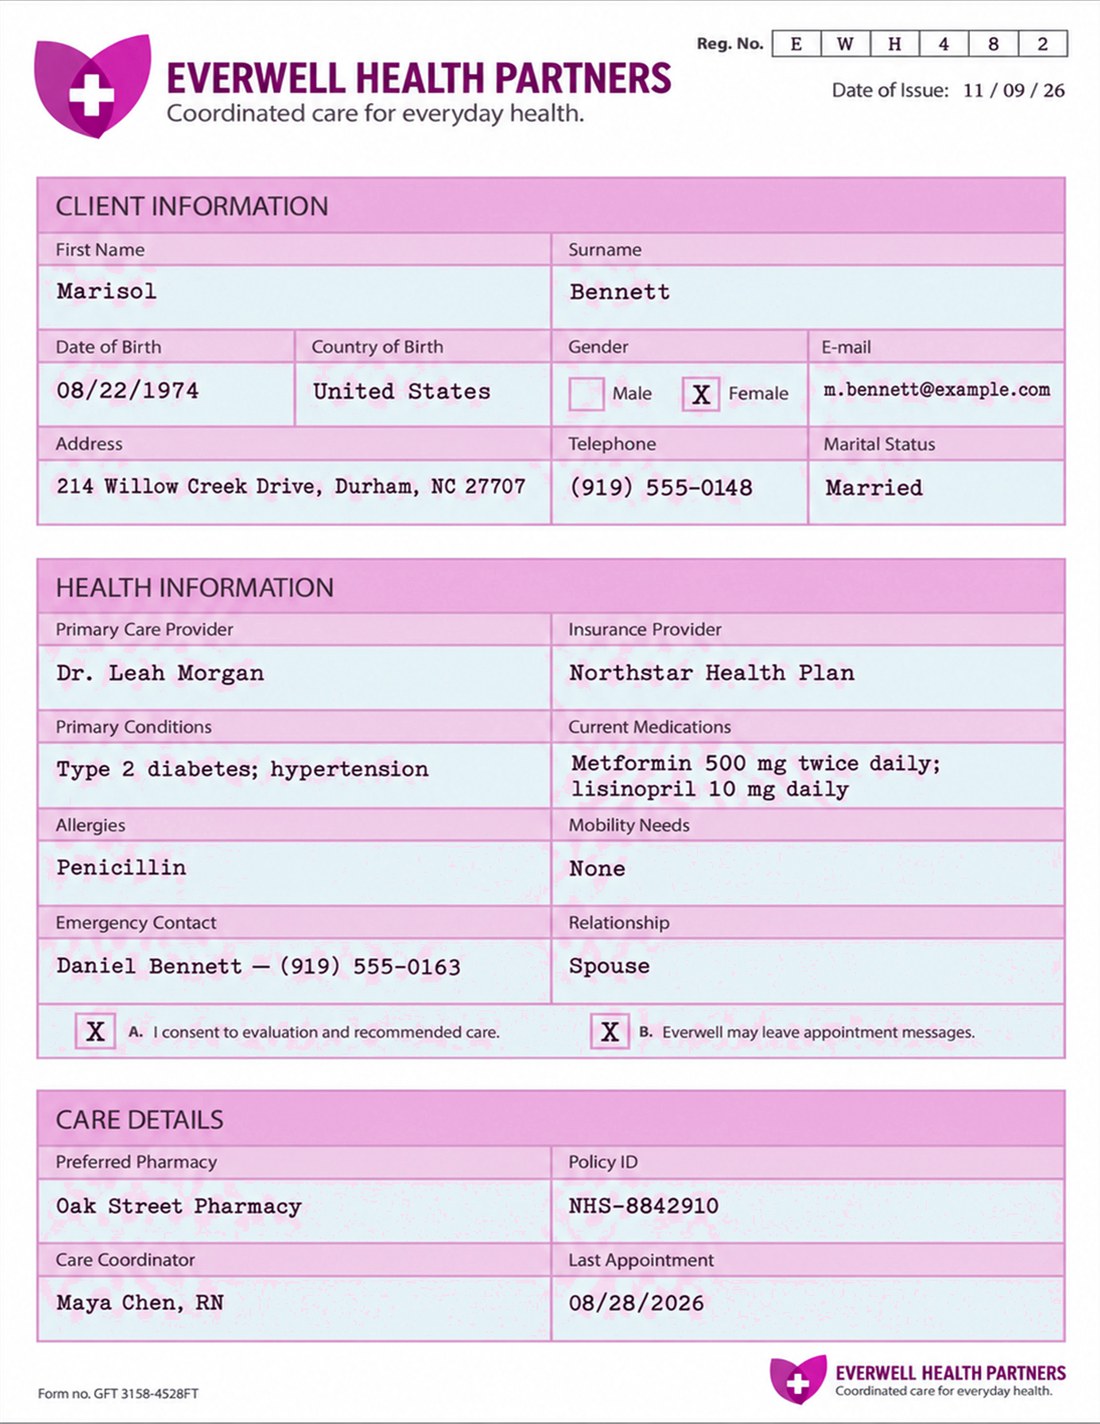 Reg. No. E W H 4 8 2
EVERWELL HEALTH PARTNERS
Coordinated care for everyday health.
Date of Issue: 11 / 09 / 26
CLIENT INFORMATION
First Name
Surname
Marisol
Bennett
Date of Birth
Country of Birth
Gender
E-mail
08/22/1974
United States
Male X Female
m.bennett@example.com
Address
Telephone
Marital Status
214 Willow Creek Drive, Durham, NC 27707
(919) 555-0148
Married
HEALTH INFORMATION
Primary Care Provider
Insurance Provider
Dr. Leah Morgan
Northstar Health Plan
Primary Conditions
Current Medications
Type 2 diabetes; hypertension
Metformin 500 mg twice daily;
lisinopril 10 mg daily
Allergies
Mobility Needs
Penicillin
None
Emergency Contact
Relationship
Daniel Bennett — (919) 555-0163
Spouse
X A. I consent to evaluation and recommended care.
X B. Everwell may leave appointment messages.
CARE DETAILS
Preferred Pharmacy
Policy ID
Oak Street Pharmacy
NHS-8842910
Care Coordinator
Last Appointment
Maya Chen, RN
08/28/2026
Form no. GFT 3158-4528FT
EVERWELL HEALTH PARTNERS
Coordinated care for everyday health.